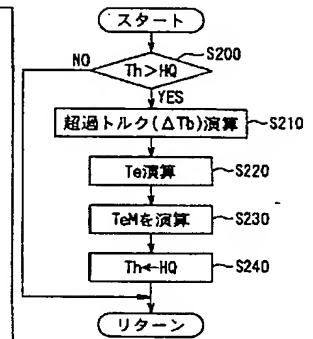 スタート
S200
NO
Th>HQ
YES
超過トルク(ΔTb)演算
S210
Te演算
S220
TeMを演算
S230
Th←HQ
S240
リターン